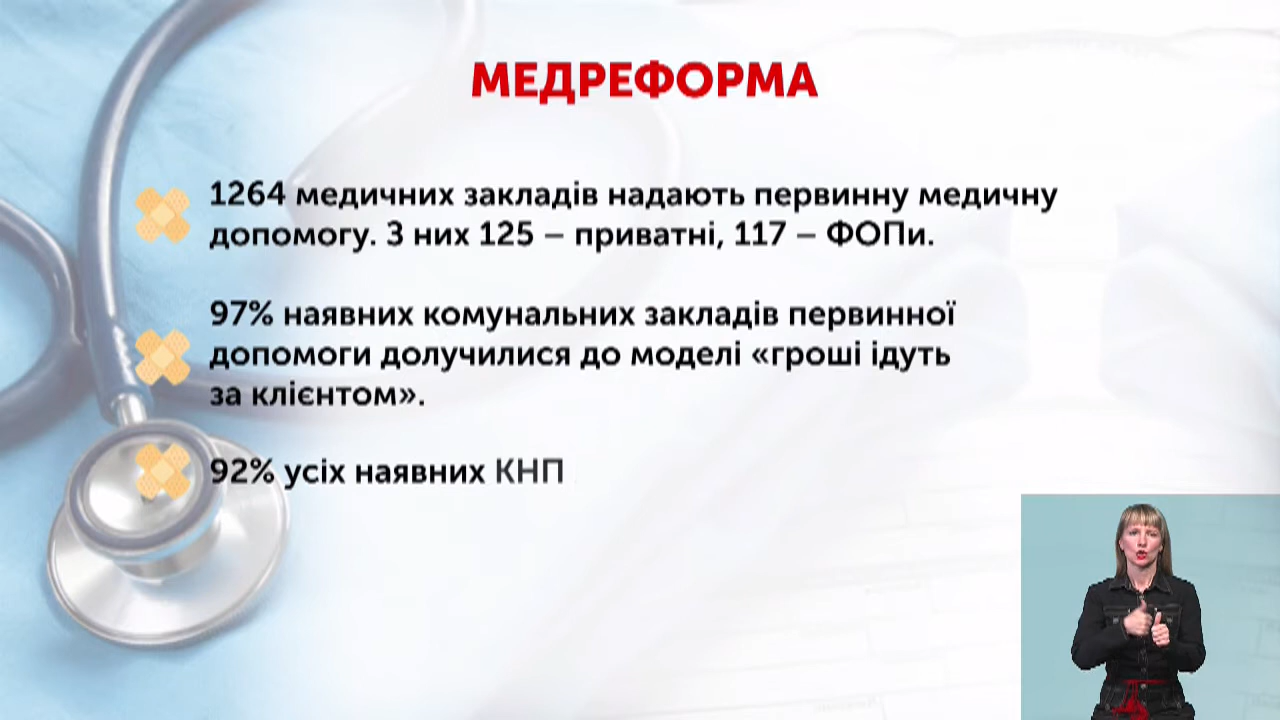 МЕДРЕФОРМА
1264 медичних закладів надають первинну медичну
допомогу. З них 125 – приватні, 117 – ФОПи.
97% наявних комунальних закладів первинної
допомоги долучилися до моделі «гроші ідуть
за клієнтом».
92% усіх наявних КНП